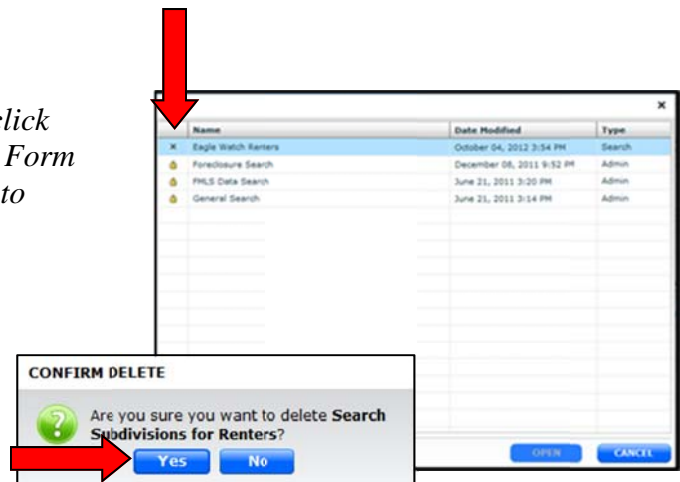 click
Form
to
Name Date Modified Type
Eagle Watch Renters October 04, 2012 3:54 PM Search
Foreclosure Search December 08, 2011 9:52 PM Admin
FMLS Data Search June 21, 2011 3:20 PM Admin
General Search June 21, 2011 3:14 PM Admin
CONFIRM DELETE
Are you sure you want to delete Search
Subdivisions for Renters?
Yes No
OPEN CANCEL